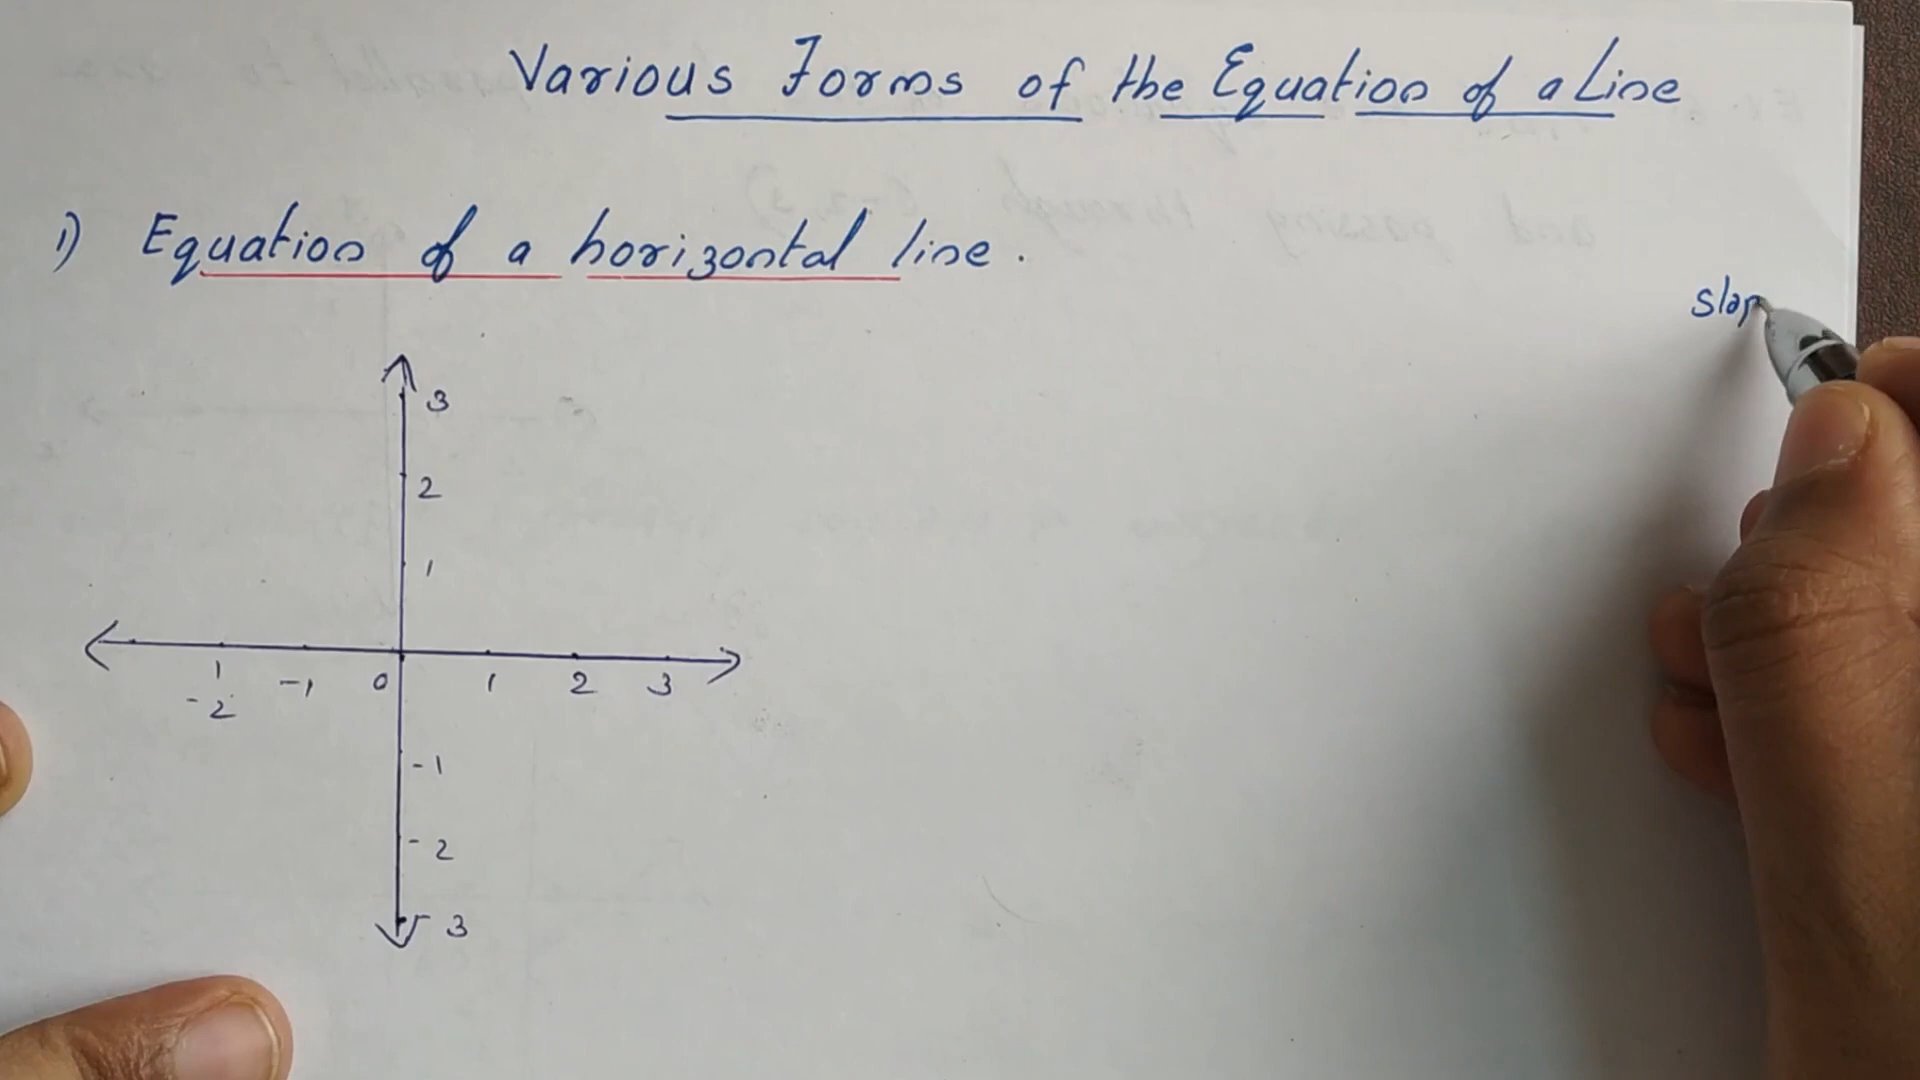 Various Forms of the Equation of a Line
1) Equation of a horizontal line.
Slop
3
2
1
-2 -1 0 1 2 3
-1
-2
-3